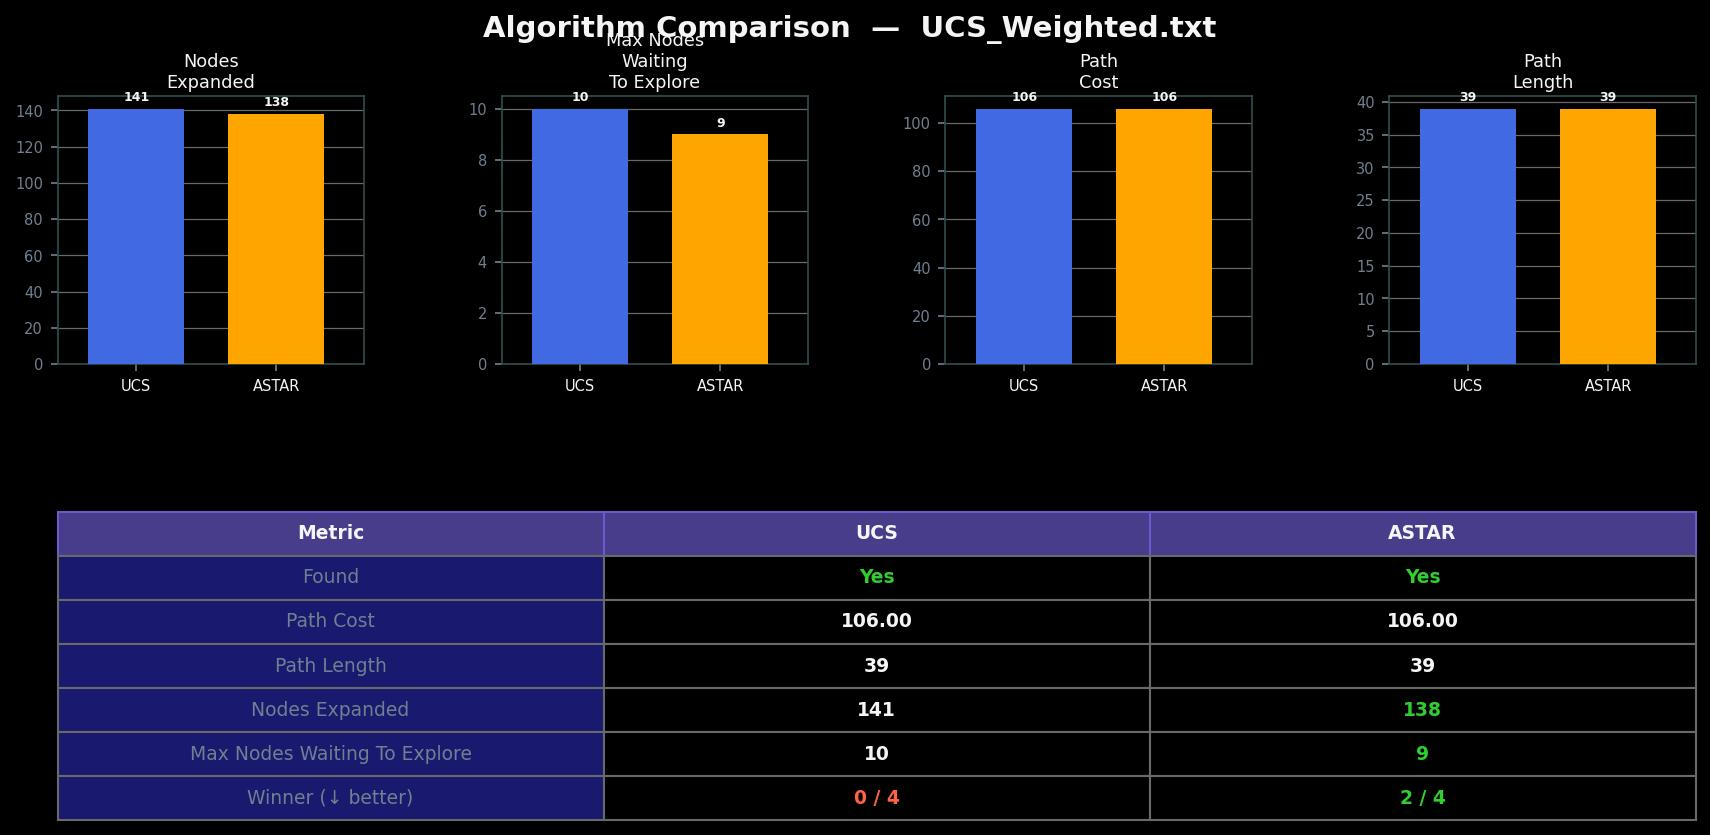 Algorithm Comparison — UCS_Weighted.txt
Nodes
Expanded
141
138
140
120
100
80
60
40
20
0
UCS
ASTAR
Max Nodes
Waiting
To Explore
10
9
10
8
6
4
2
0
UCS
ASTAR
Path
Cost
106
106
100
80
60
40
20
0
UCS
ASTAR
Path
Length
39
39
40
35
30
25
20
15
10
5
0
UCS
ASTAR
Metric UCS ASTAR
Found Yes Yes
Path Cost 106.00 106.00
Path Length 39 39
Nodes Expanded 141 138
Max Nodes Waiting To Explore 10 9
Winner (↓ better) 0 / 4 2 / 4